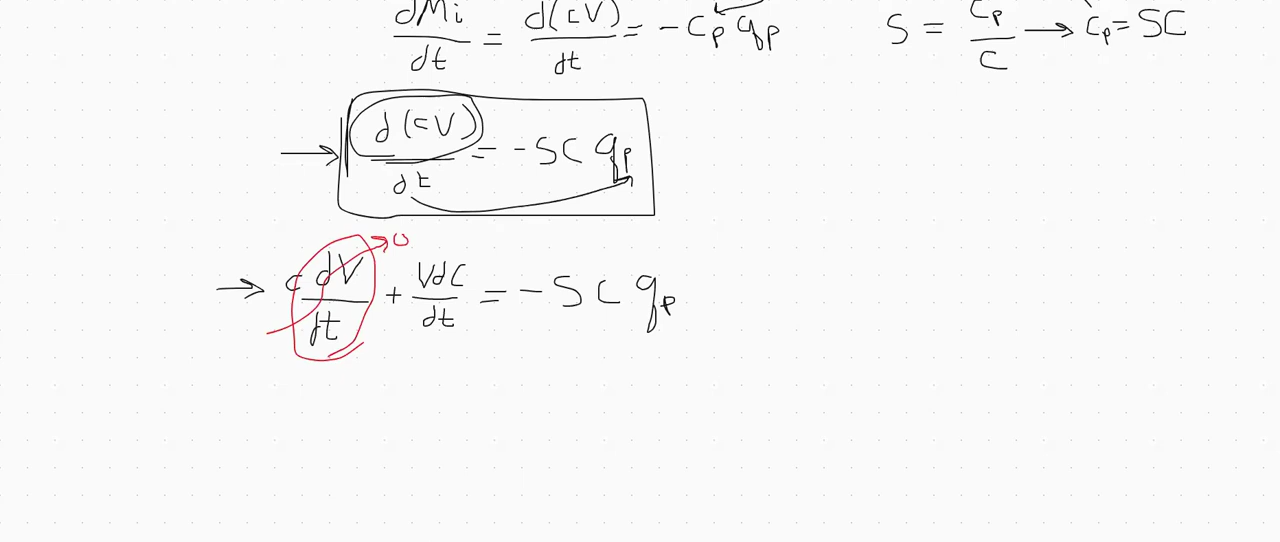 dMi/dt = d(cV)/dt = -Cp qp    S = Cp/C → Cp = SC
→ d(cV)/dt = -SC qp
→ c dV/dt → 0 + VdC/dt = -SC qp